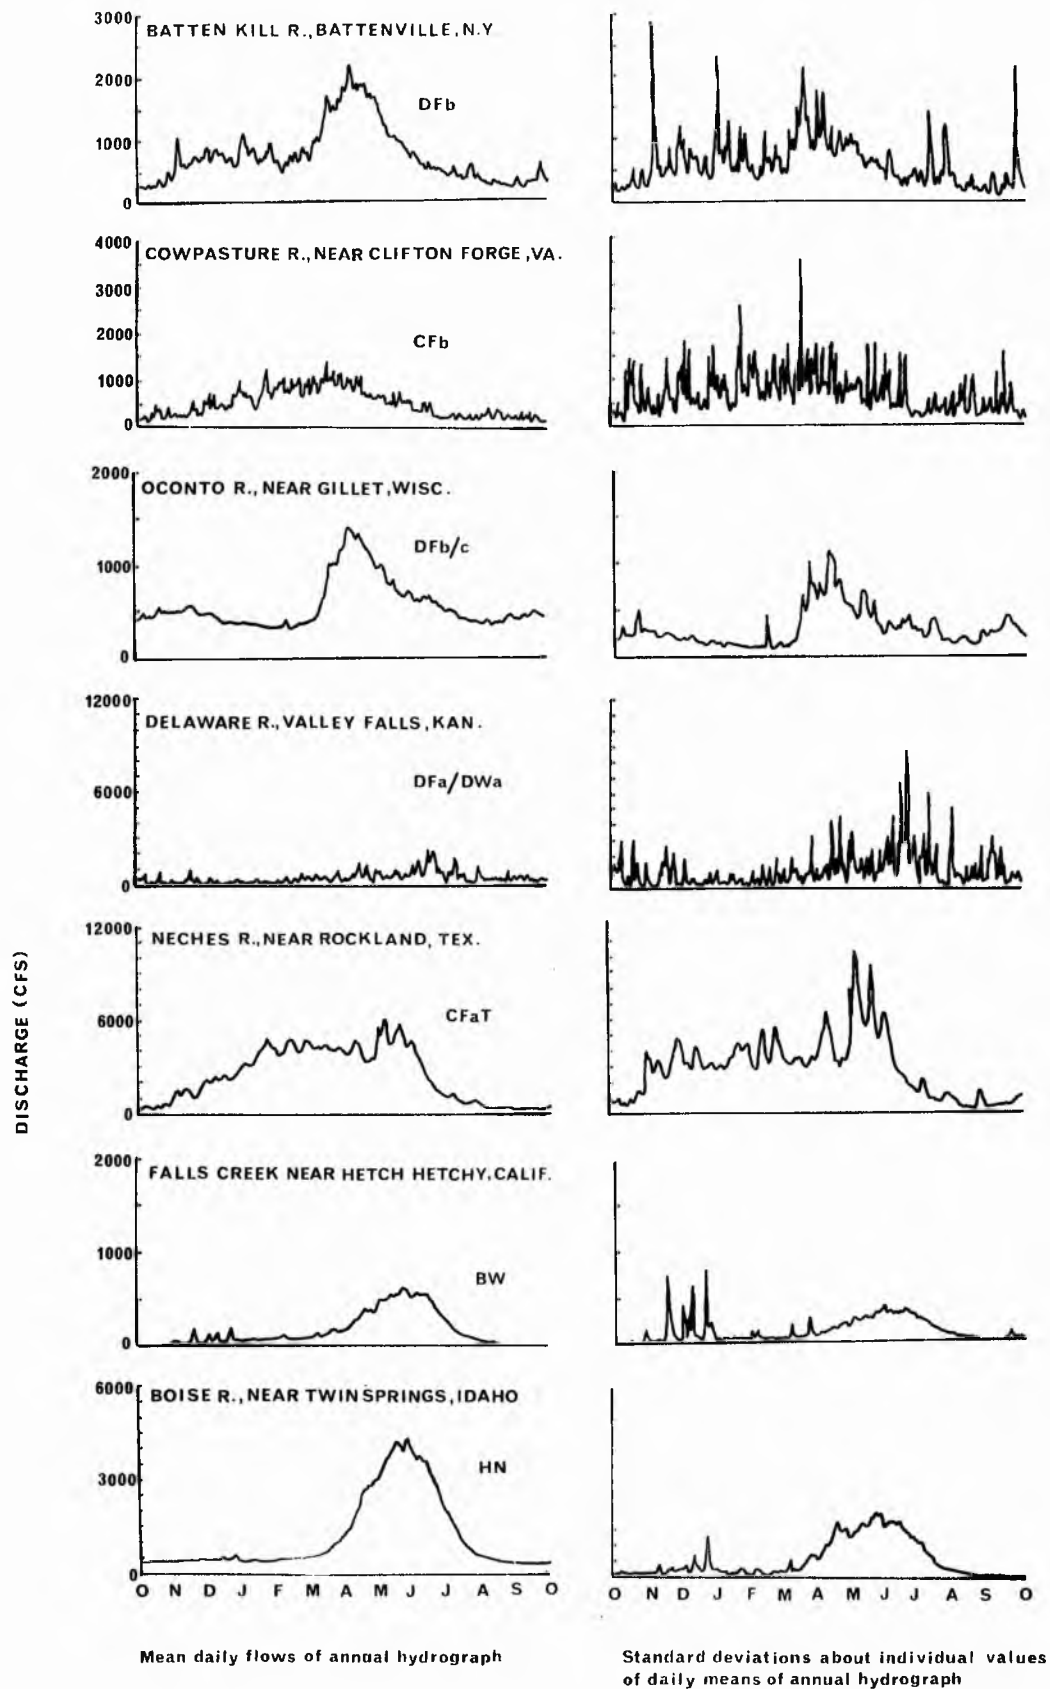 DISCHARGE (CFS)
3000
2000
1000
0
BATTEN KILL R., BATTENVILLE, N.Y
DFb
4000
3000
2000
1000
0
COWPASTURE R., NEAR CLIFTON FORGE, VA.
CFb
2000
1000
0
OCONTO R., NEAR GILLET, WISC.
DFb/c
12000
6000
0
DELAWARE R., VALLEY FALLS, KAN.
DFa/DWa
12000
6000
0
NECHES R., NEAR ROCKLAND, TEX.
CFaT
2000
1000
0
FALLS CREEK NEAR HETCH HETCHY, CALIF.
BW
6000
3000
0
BOISE R., NEAR TWIN SPRINGS, IDAHO
HN
O N D J F M A M J J A S O
O N D J F M A M J J A S O
Mean daily flows of annual hydrograph
Standard deviations about individual values
of daily means of annual hydrograph